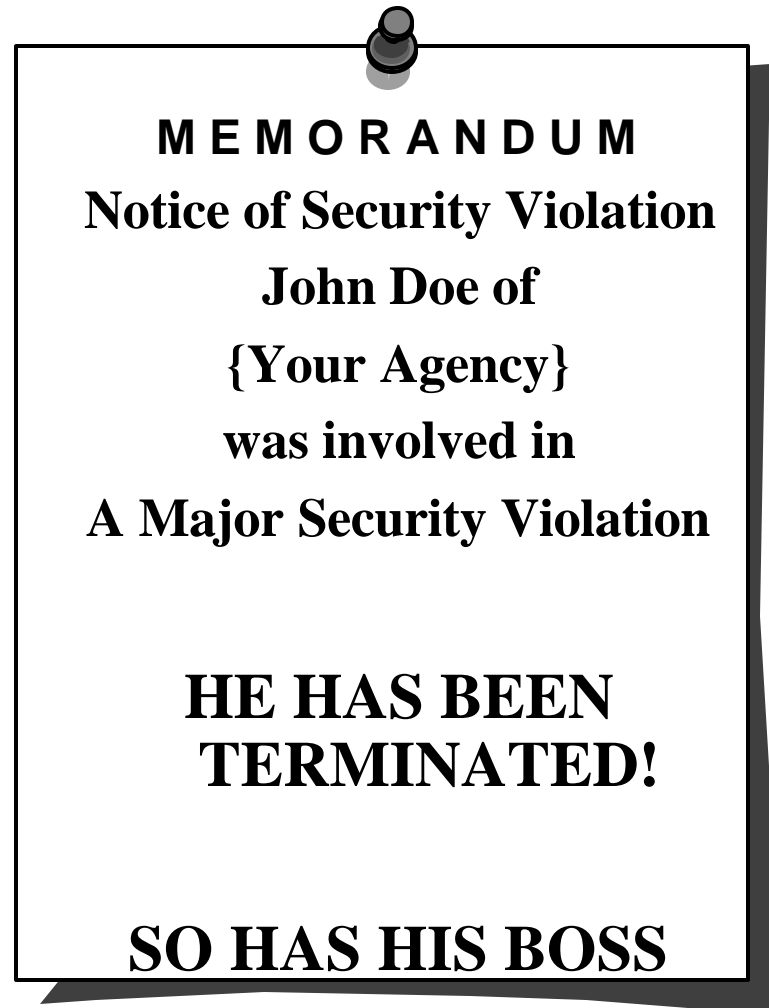 MEMORANDUM
Notice of Security Violation
John Doe of
{Your Agency}
was involved in
A Major Security Violation
HE HAS BEEN
TERMINATED!
SO HAS HIS BOSS